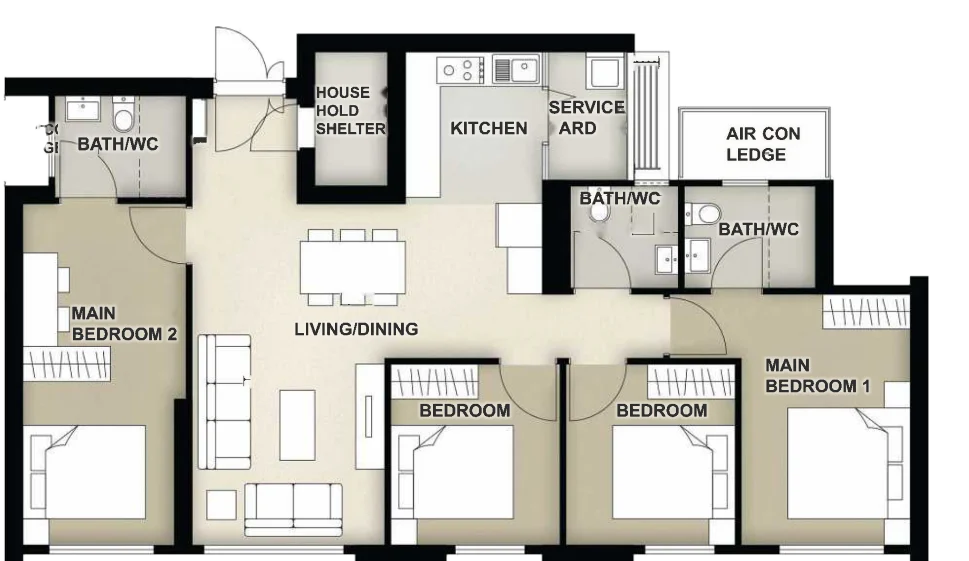 HOUSE
HOLD
SHELTER
KITCHEN
SERVICE
ARD
AIR CON
LEDGE
BATH/WC
BATH/WC
BATH/WC
LIVING/DINING
MAIN
BEDROOM 2
MAIN
BEDROOM 1
BEDROOM
BEDROOM